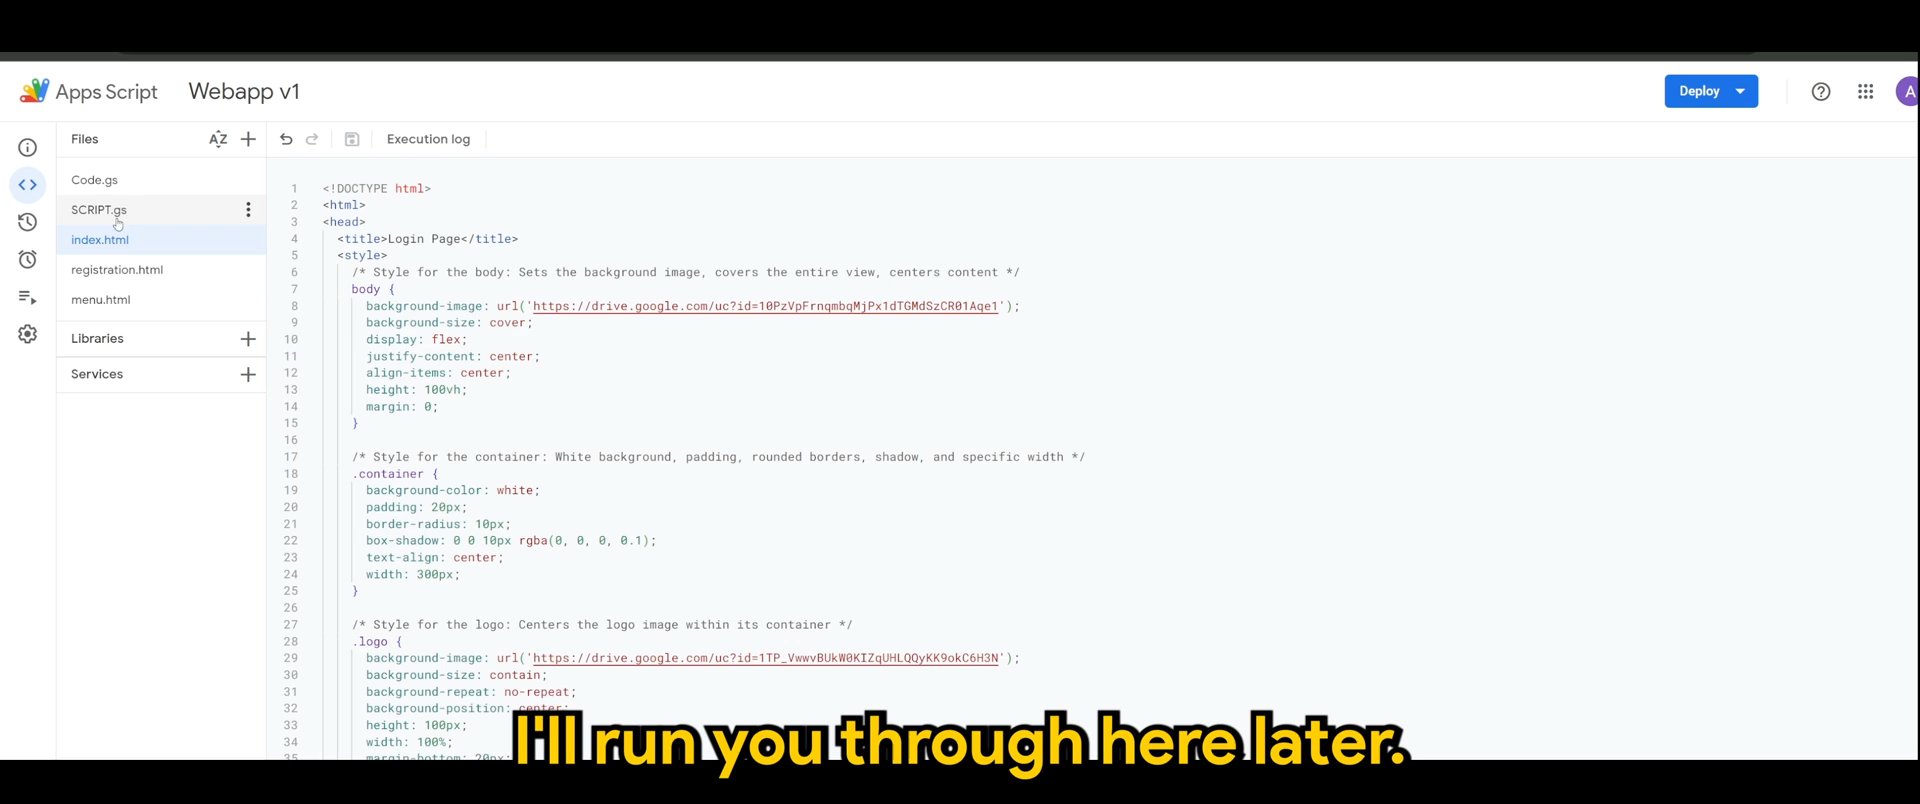 Apps Script Webapp v1 Deploy A
Files AZ Execution log
Code.gs
SCRIPT.gs
index.html
registration.html
menu.html
Libraries
Services
1 <!DOCTYPE html>
2 <html>
3 <head>
4 <title>Login Page</title>
5 <style>
6 /* Style for the body: Sets the background image, covers the entire view, centers content */
7 body {
8 background-image: url('https://drive.google.com/uc?id=10PzVpFrnqmbqMjPx1dTGMdSzCR01Aqe1');
9 background-size: cover;
10 display: flex;
11 justify-content: center;
12 align-items: center;
13 height: 100vh;
14 margin: 0;
15 }
16
17 /* Style for the container: White background, padding, rounded borders, shadow, and specific width */
18 .container {
19 background-color: white;
20 padding: 20px;
21 border-radius: 10px;
22 box-shadow: 0 0 10px rgba(0, 0, 0, 0.1);
23 text-align: center;
24 width: 300px;
25 }
26
27 /* Style for the logo: Centers the logo image within its container */
28 .logo {
29 background-image: url('https://drive.google.com/uc?id=1TP_VwwvBUkW0KIZqUHLQQyKK9okC6H3N');
30 background-size: contain;
31 background-repeat: no-repeat;
32 background-position: center;
33 height: 100px;
34 width: 100%;
35 margin-bottom: 20px;
I'll run you through here later.